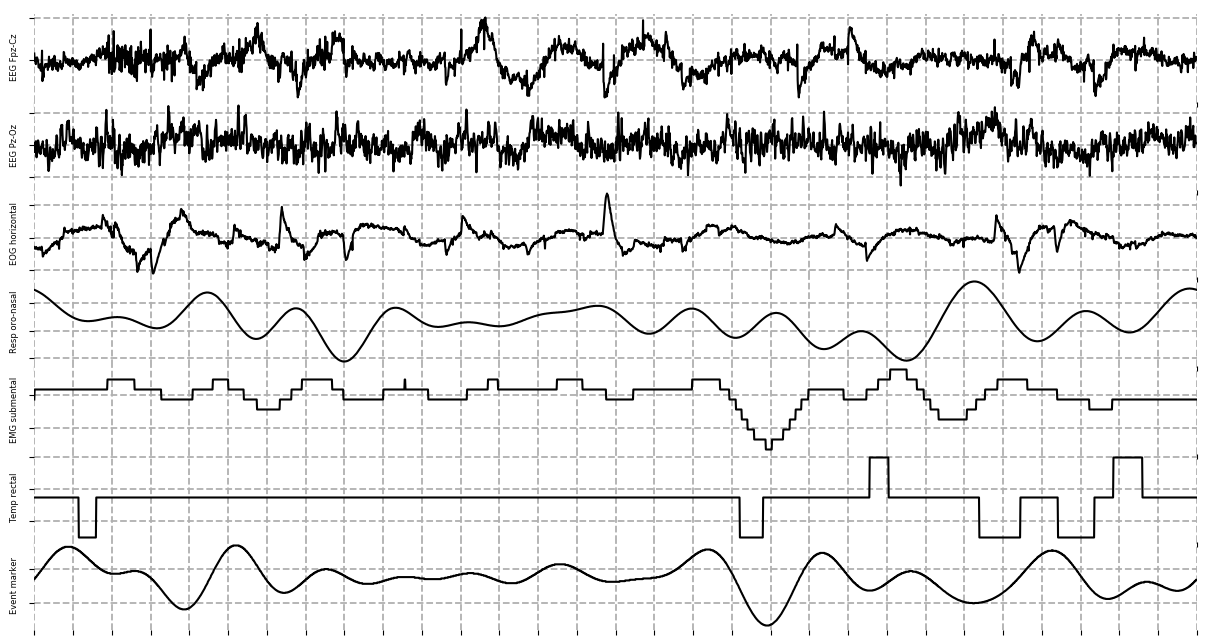 EEG Fpz-Cz
EEG Pz-Oz
EOG horizontal
Resp oro-nasal
EMG submental
Temp rectal
Event marker